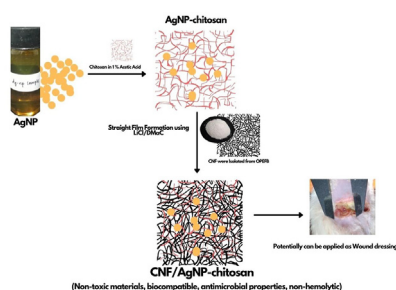 AgNP-chitosan
Chitosan in 1 % Acetic Acid
AgNP
Straight Film Formation using
LiCl/DMaC
CNF were Isolated from OPEFB
CNF/AgNP-chitosan
Potentially can be applied as Wound dressing
(Non-toxic materials, biocompatible, antimicrobial properties, non-hemolytic)